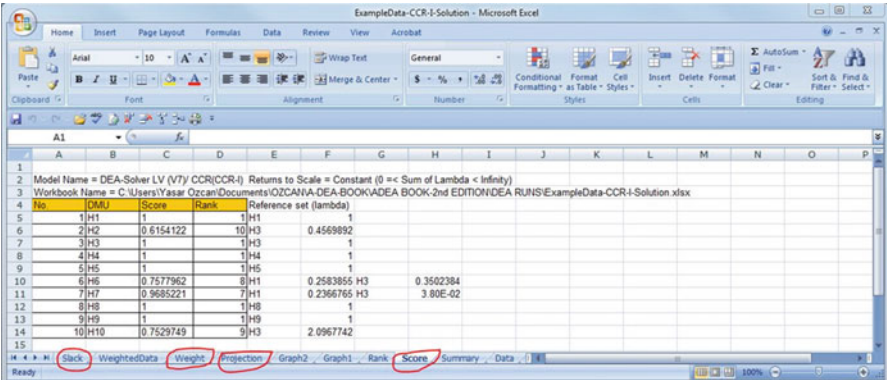 ExampleData-CCR-I-Solution - Microsoft Excel
Home Insert Page Layout Formulas Data Review View Acrobat
Arial 10 A A Wrap Text General AutoSum
Fill
Paste B I U Merge & Center $ % , Conditional Formatting Format as Table Cell Styles Insert Delete Format Clear Sort & Filter Find & Select
Clipboard Font Alignment Number Styles Cells Editing
A1 fx
A B C D E F G H I J K L M N O P
1
2 Model Name = DEA-Solver LV (V7)/ CCR(CCR-I) Returns to Scale = Constant (0 =< Sum of Lambda < Infinity)
3 Workbook Name = C:\Users\Yasar Ozcan\Documents\OZCAN\A-DEA-BOOK\ADEA BOOK-2nd EDITION\DEA RUNS\ExampleData-CCR-I-Solution.xlsx
4 No. DMU Score Rank Reference set (lambda)
5 1 H1 1 1 H1 1
6 2 H2 0.6154122 10 H3 0.4569892
7 3 H3 1 1 H3 1
8 4 H4 1 1 H4 1
9 5 H5 1 1 H5 1
10 6 H6 0.7577962 8 H1 0.2583855 H3 0.3502384
11 7 H7 0.9685221 7 H1 0.2366765 H3 3.80E-02
12 8 H8 1 1 H8 1
13 9 H9 1 1 H9 1
14 10 H10 0.7529749 9 H3 2.0967742
15
Slack WeightedData Weight Projection Graph2 Graph1 Rank Score Summary Data
Ready 100%